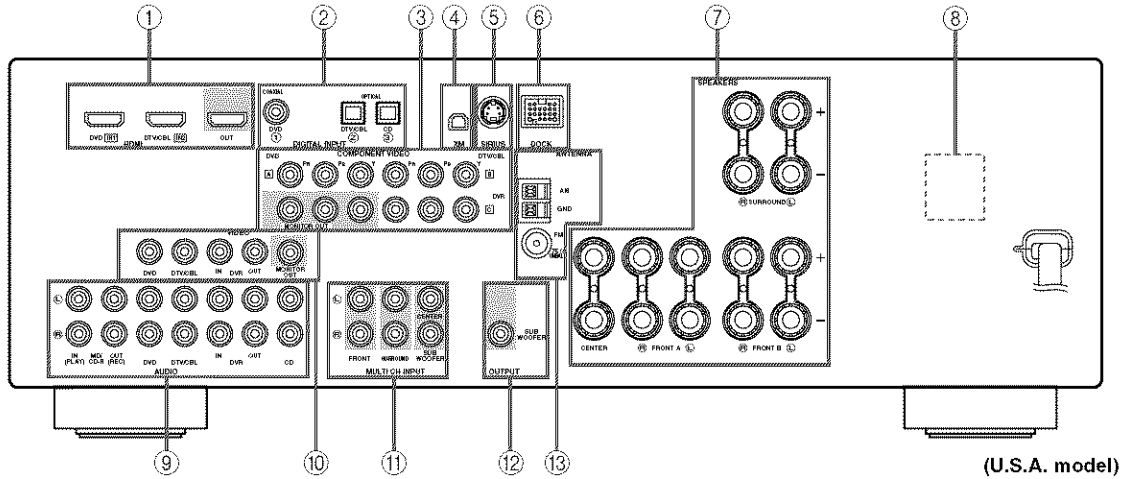 ① ② ③ ④ ⑤ ⑥ ⑦ ⑧
SPEAKERS
COAXIAL OPTICAL
DVD IN1 DTV/CBL IN2 OUT
HDMI
DVD ① DTV/CBL ② CD ③
DIGITAL INPUT
XM SIRIUS DOCK
COMPONENT VIDEO
ANTENNA
DVD PR PB Y PR PB Y DTV/CBL
A B
DVR
C
MONITOR OUT
AM
GND
FM
Ⓡ SURROUND Ⓛ
+
−
VIDEO
DVD DTV/CBL IN DVR OUT MONITOR OUT
Ⓛ
Ⓡ
IN (PLAY) MD/CD-R OUT (REC) DVD DTV/CBL IN DVR OUT CD
AUDIO
Ⓛ
Ⓡ
CENTER
FRONT SURROUND SUB WOOFER
MULTI CH INPUT
SUB WOOFER
OUTPUT
+
−
CENTER Ⓡ FRONT A Ⓛ Ⓡ FRONT B Ⓛ
⑨ ⑩ ⑪ ⑫ ⑬
(U.S.A. model)